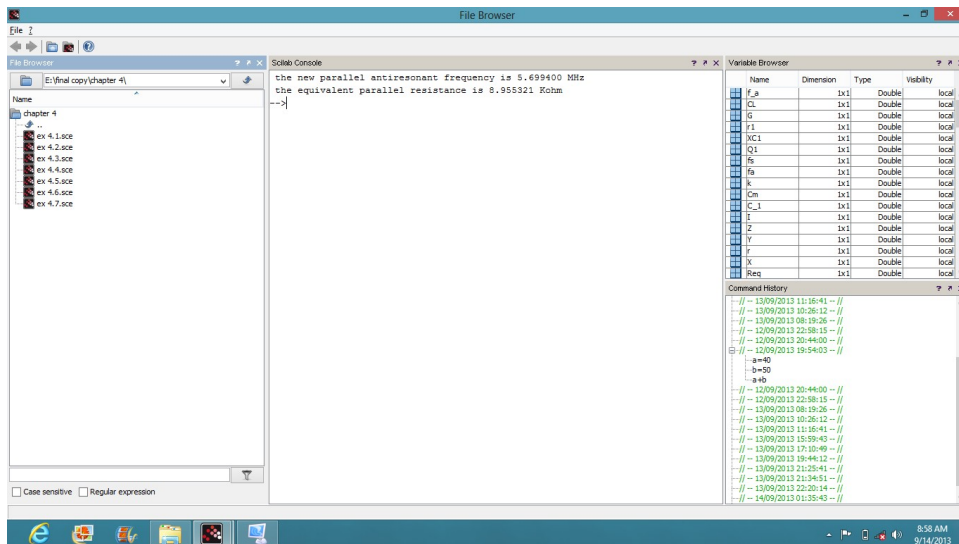 File Browser
File ?
File Browser
E:\final copy\chapter 4\
Name
chapter 4
..
ex 4.1.sce
ex 4.2.sce
ex 4.3.sce
ex 4.4.sce
ex 4.5.sce
ex 4.6.sce
ex 4.7.sce
Case sensitive Regular expression
Scilab Console
the new parallel antiresonant frequency is 5.699400 MHz
the equivalent parallel resistance is 8.955321 Kohm
-->
Variable Browser
Name Dimension Type Visibility
f_a 1x1 Double local
CL 1x1 Double local
G 1x1 Double local
r1 1x1 Double local
XC1 1x1 Double local
Q1 1x1 Double local
fs 1x1 Double local
fa 1x1 Double local
k 1x1 Double local
Cm 1x1 Double local
C_1 1x1 Double local
I 1x1 Double local
Z 1x1 Double local
Y 1x1 Double local
r 1x1 Double local
X 1x1 Double local
Req 1x1 Double local
Command History
// -- 13/09/2013 11:16:41 -- //
// -- 13/09/2013 10:26:12 -- //
// -- 13/09/2013 08:19:26 -- //
// -- 12/09/2013 22:58:15 -- //
// -- 12/09/2013 20:44:00 -- //
// -- 12/09/2013 19:54:03 -- //
a=40
b=50
a+b
// -- 12/09/2013 20:44:00 -- //
// -- 12/09/2013 22:58:15 -- //
// -- 13/09/2013 08:19:26 -- //
// -- 13/09/2013 10:26:12 -- //
// -- 13/09/2013 11:16:41 -- //
// -- 13/09/2013 15:59:43 -- //
// -- 13/09/2013 17:10:49 -- //
// -- 13/09/2013 19:44:12 -- //
// -- 13/09/2013 21:25:41 -- //
// -- 13/09/2013 21:34:51 -- //
// -- 13/09/2013 22:20:14 -- //
// -- 14/09/2013 01:35:43 -- //
8:58 AM
9/14/2013